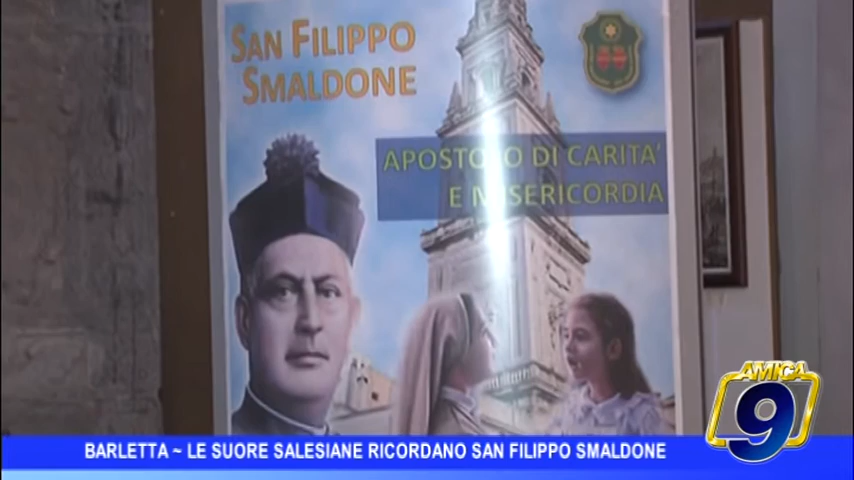 SAN FILIPPO
SMALDONE
APOSTOLO DI CARITA'
E MISERICORDIA
AMICA
9
BARLETTA ~ LE SUORE SALESIANE RICORDANO SAN FILIPPO SMALDONE